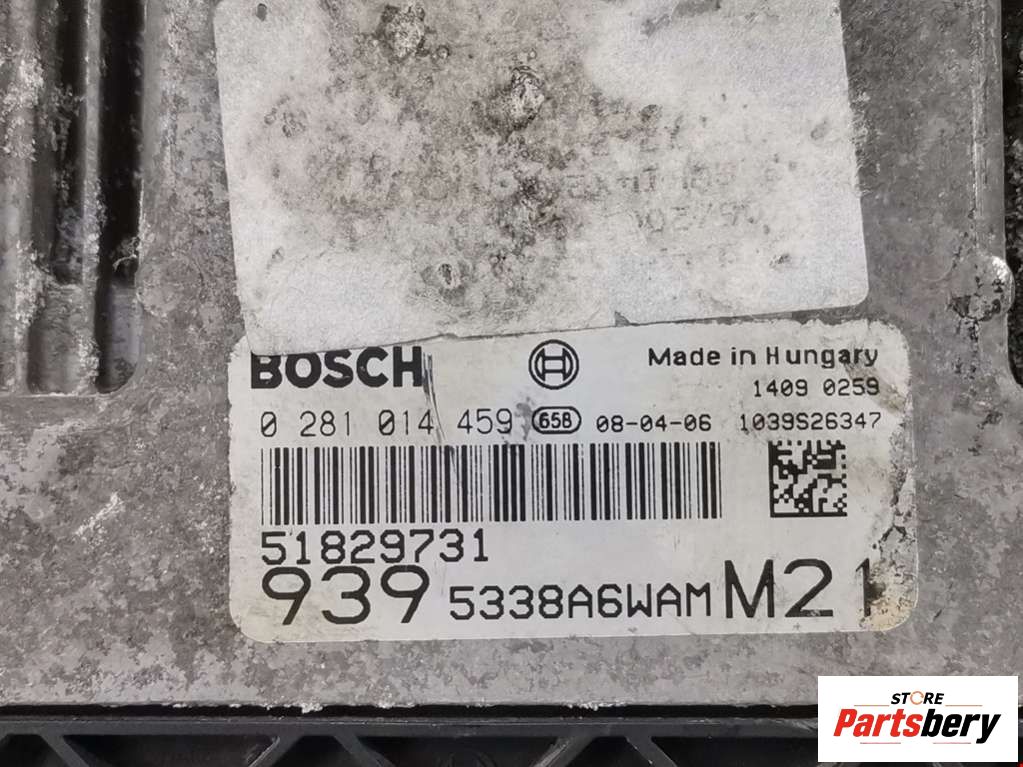 BOSCH
Made in Hungary
1409 0259
0 281 014 459 658 08-04-06 1039S26347
51829731
939 5338A6WAM M21
STORE
Partsbery